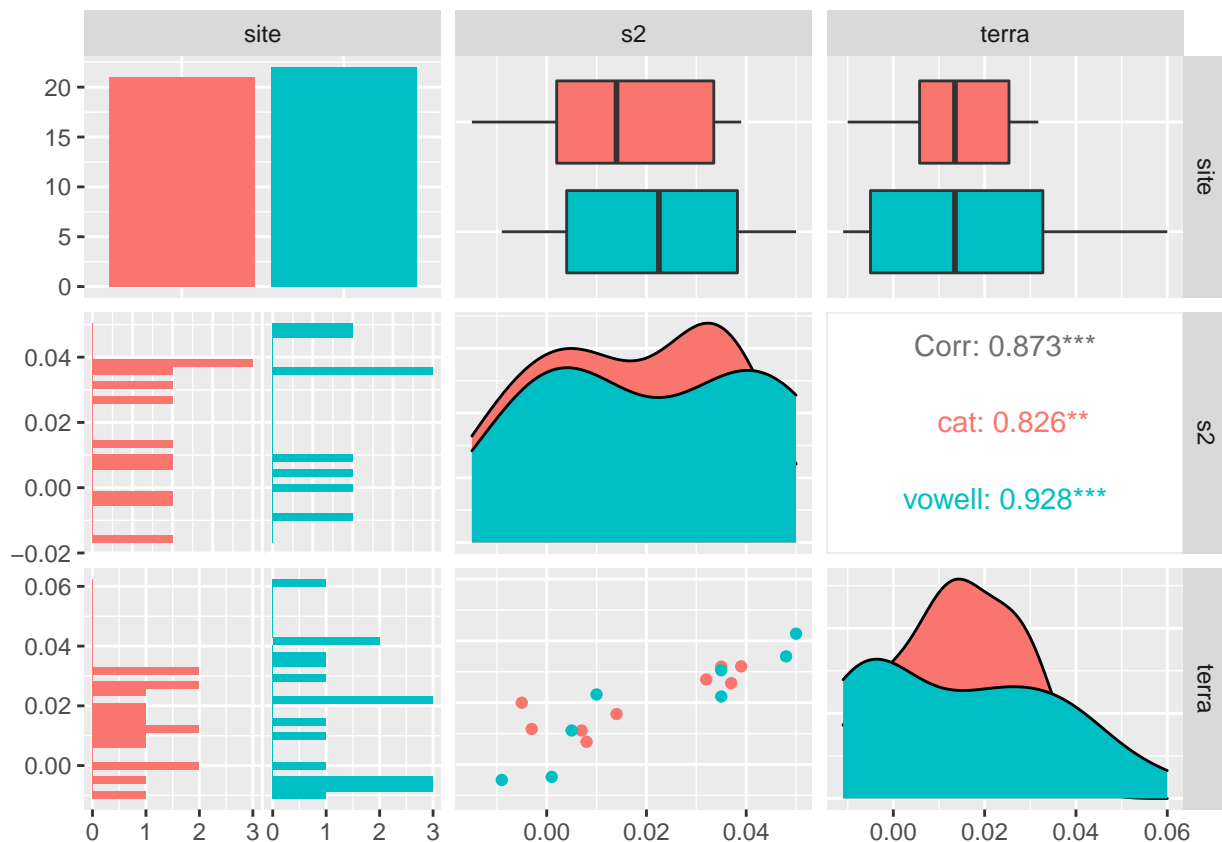 site s2 terra
20
15
10
5
0
site
0.04
0.02
0.00
−0.02
Corr: 0.873***
cat: 0.826**
vowell: 0.928***
s2
0.06
0.04
0.02
0.00
terra
0 1 2 3 0 1 2 3 0.00 0.02 0.04 0.00 0.02 0.04 0.06